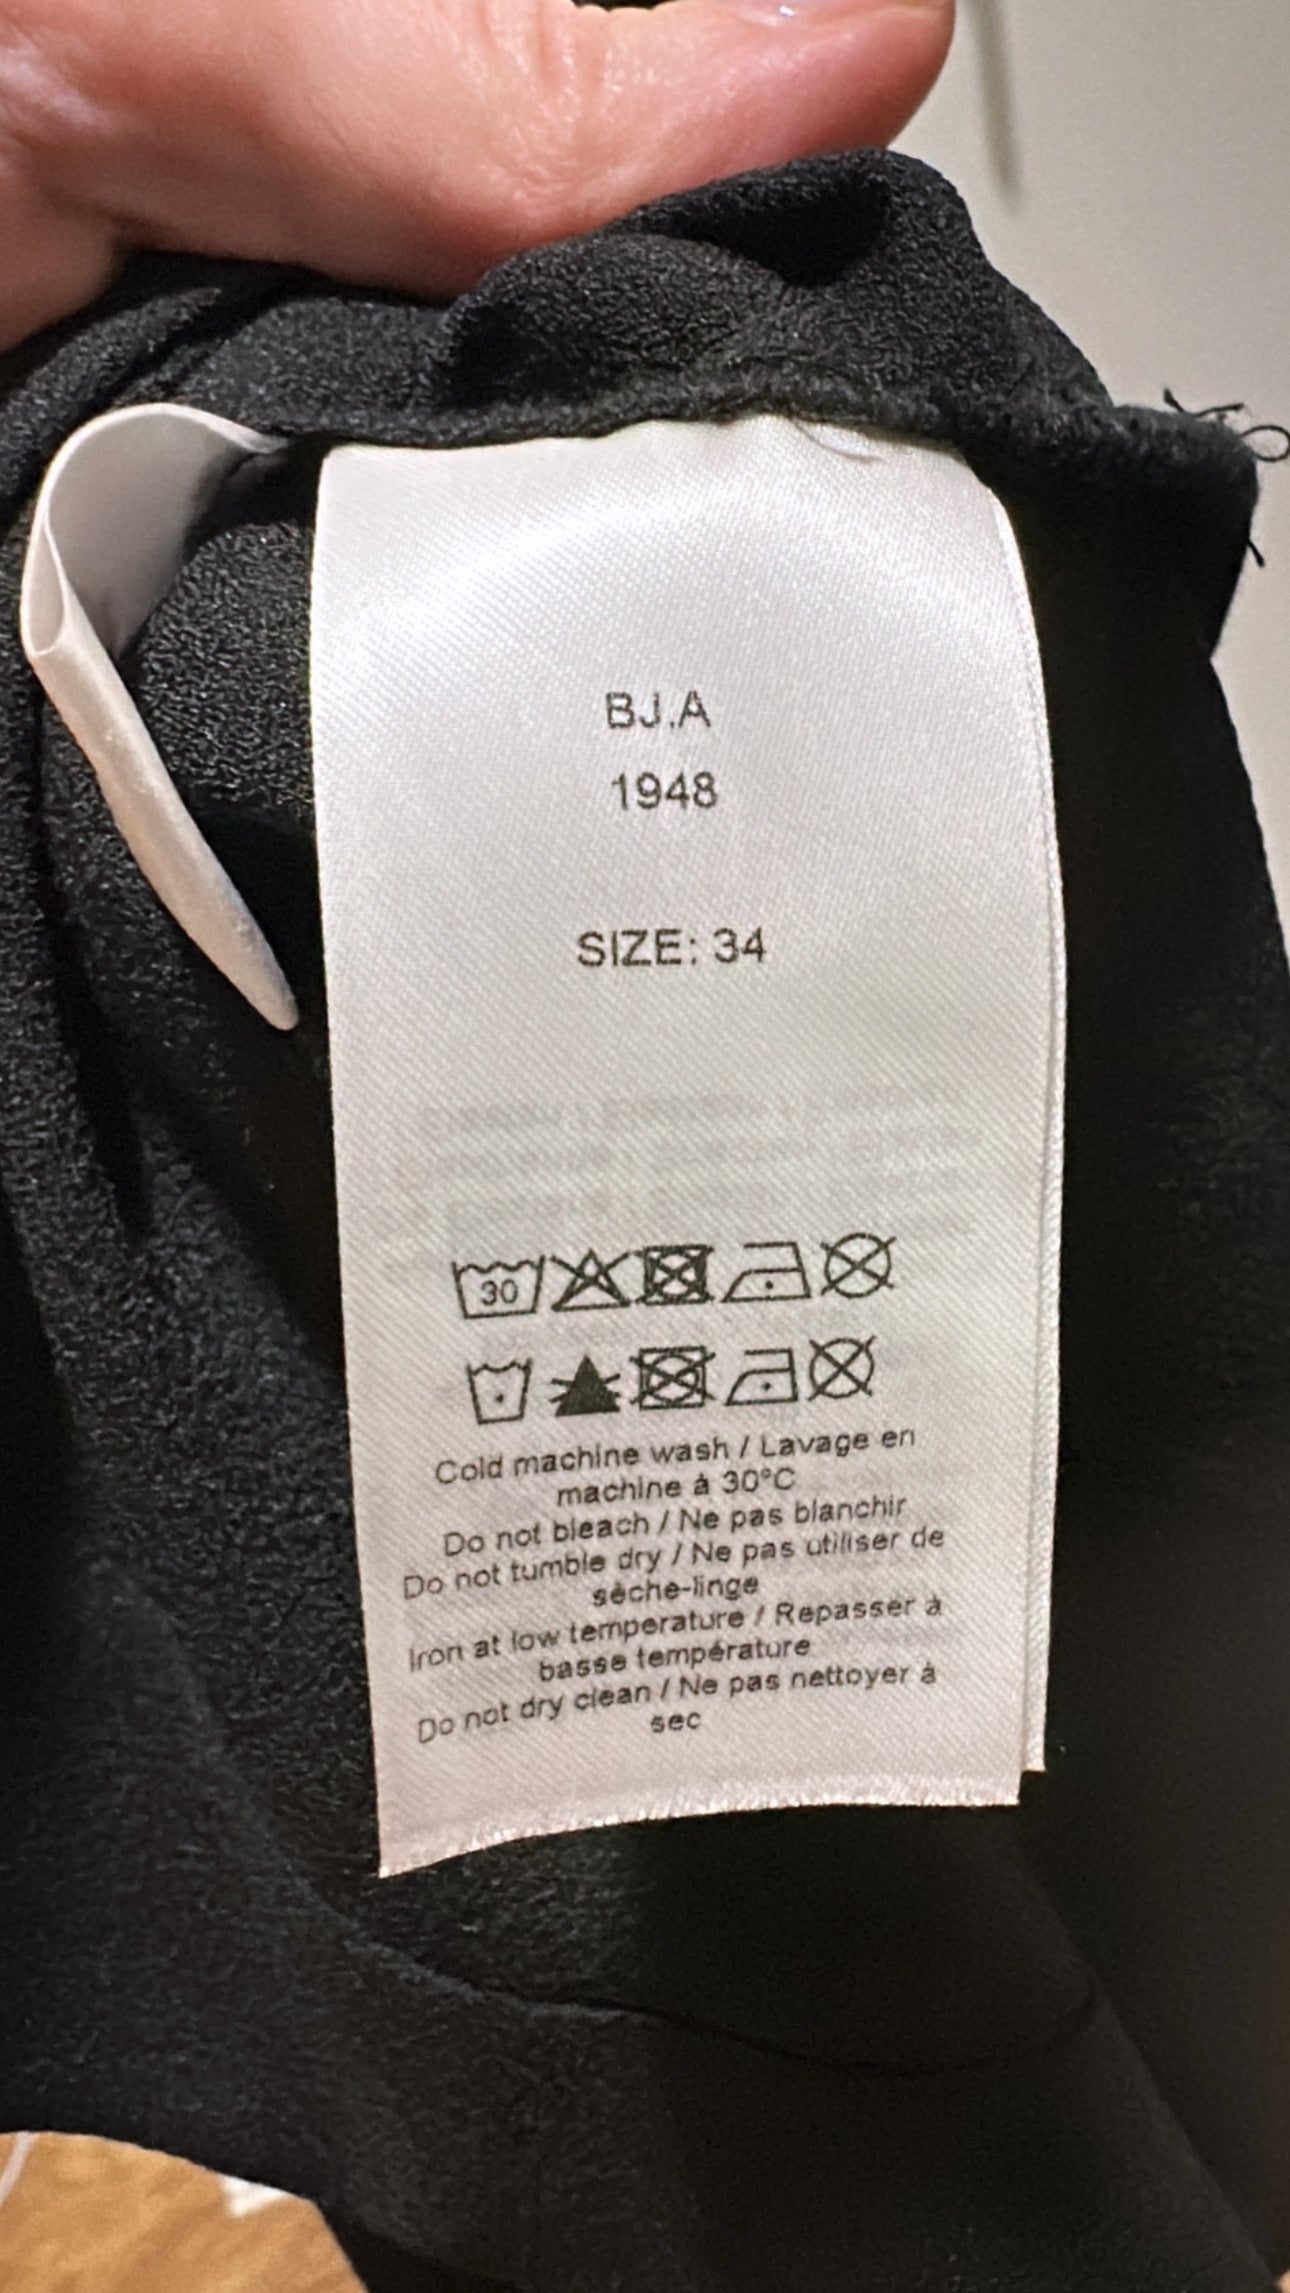 BJ.A
1948
SIZE: 34
30
Cold machine wash / Lavage en
machine à 30°C
Do not bleach / Ne pas blanchir
Do not tumble dry / Ne pas utiliser de
sèche-linge
Iron at low temperature / Repasser à
basse température
Do not dry clean / Ne pas nettoyer à
sec